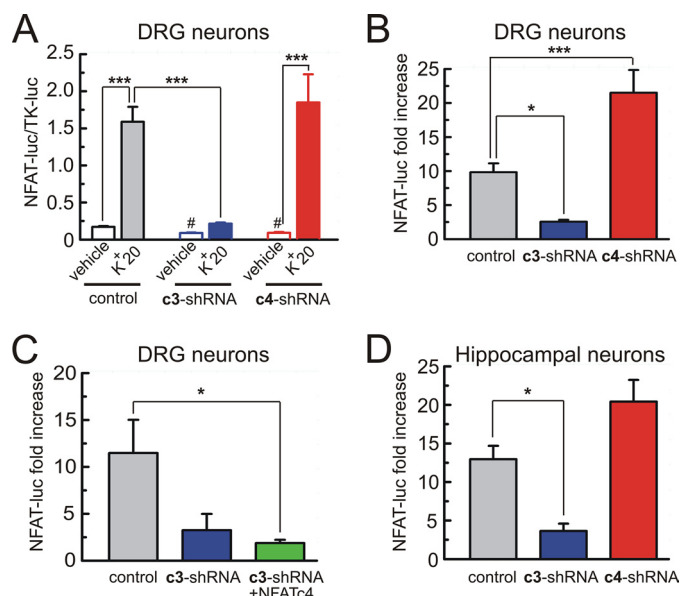 A
DRG neurons
NFAT-luc/TK-luc
2.5
2.0
1.5
1.0
0.5
0
***
***
***
#
#
vehicle
K+20
vehicle
K+20
vehicle
K+20
control
c3-shRNA
c4-shRNA
B
DRG neurons
NFAT-luc fold increase
25
20
15
10
5
0
***
*
control
c3-shRNA
c4-shRNA
C
DRG neurons
NFAT-luc fold increase
20
15
10
5
0
*
control
c3-shRNA
c3-shRNA
+NFATc4
D
Hippocampal neurons
NFAT-luc fold increase
25
20
15
10
5
0
*
control
c3-shRNA
c4-shRNA